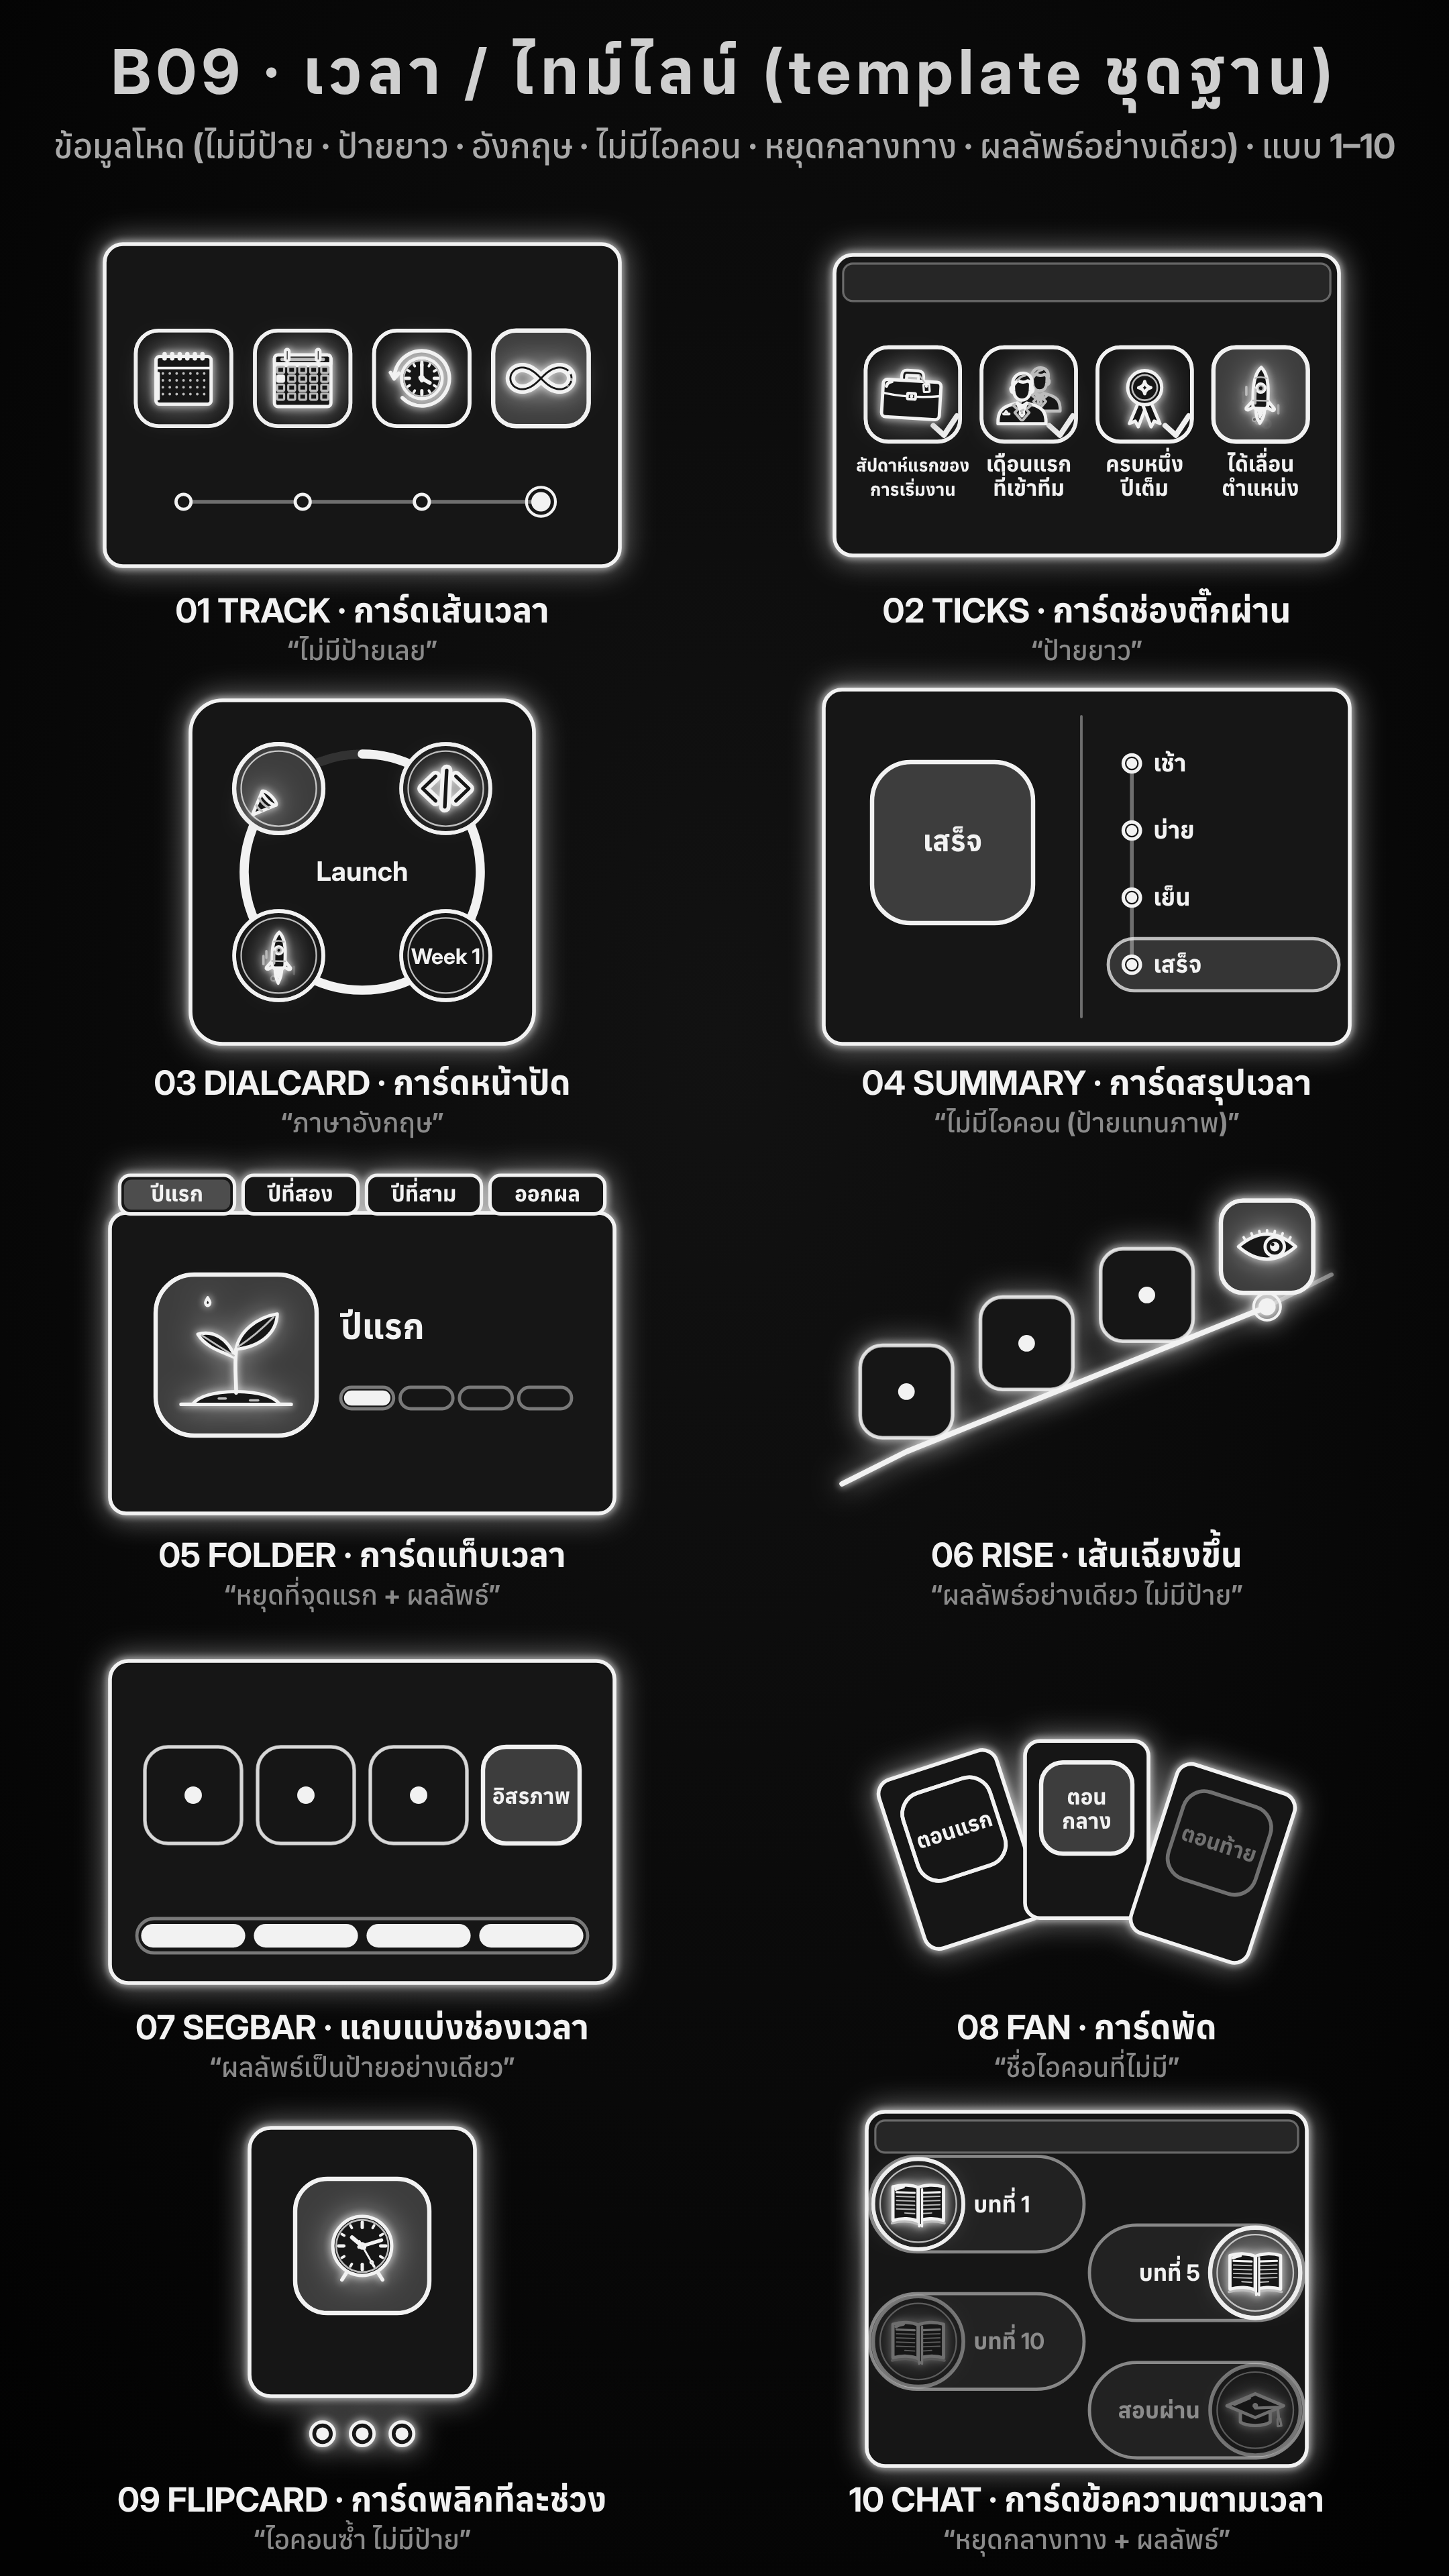 B09 · เวลา / ไทม์ไลน์ (template ชุดฐาน)
ข้อมูลโหด (ไม่มีป้าย · ป้ายยาว · อังกฤษ · ไม่มีไอคอน · หยุดกลางทาง · ผลลัพธ์อย่างเดียว) · แบบ 1–10
01 TRACK · การ์ดเส้นเวลา
“ไม่มีป้ายเลย”
สัปดาห์แรกของ
การเริ่มงาน
เดือนแรก
ที่เข้าทีม
ครบหนึ่ง
ปีเต็ม
ได้เลื่อน
ตำแหน่ง
02 TICKS · การ์ดช่องติ๊กผ่าน
“ป้ายยาว”
Launch
Week 1
03 DIALCARD · การ์ดหน้าปัด
“ภาษาอังกฤษ”
เสร็จ
เช้า
บ่าย
เย็น
เสร็จ
04 SUMMARY · การ์ดสรุปเวลา
“ไม่มีไอคอน (ป้ายแทนภาพ)”
ปีแรก
ปีที่สอง
ปีที่สาม
ออกผล
ปีแรก
05 FOLDER · การ์ดแท็บเวลา
“หยุดที่จุดแรก + ผลลัพธ์”
06 RISE · เส้นเฉียงขึ้น
“ผลลัพธ์อย่างเดียว ไม่มีป้าย”
อิสรภาพ
07 SEGBAR · แถบแบ่งช่องเวลา
“ผลลัพธ์เป็นป้ายอย่างเดียว”
ตอนแรก
ตอน
กลาง
ตอนท้าย
08 FAN · การ์ดพัด
“ชื่อไอคอนที่ไม่มี”
09 FLIPCARD · การ์ดพลิกทีละช่วง
“ไอคอนซ้ำ ไม่มีป้าย”
บทที่ 1
บทที่ 5
บทที่ 10
สอบผ่าน
10 CHAT · การ์ดข้อความตามเวลา
“หยุดกลางทาง + ผลลัพธ์”